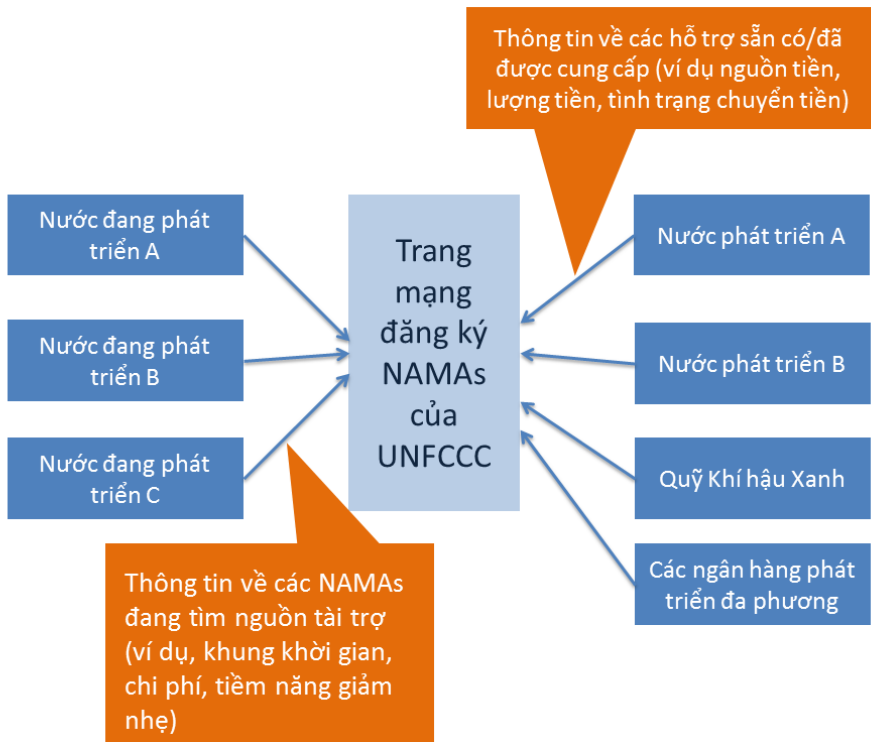 Thông tin về các hỗ trợ sẵn có/đã
được cung cấp (ví dụ nguồn tiền,
lượng tiền, tình trạng chuyển tiền)
Nước đang phát
triển A
Nước đang phát
triển B
Nước đang phát
triển C
Trang
mạng
đăng ký
NAMAs
của
UNFCCC
Nước phát triển A
Nước phát triển B
Quỹ Khí hậu Xanh
Các ngân hàng phát
triển đa phương
Thông tin về các NAMAs
đang tìm nguồn tài trợ
(ví dụ, khung khời gian,
chi phí, tiềm năng giảm
nhẹ)